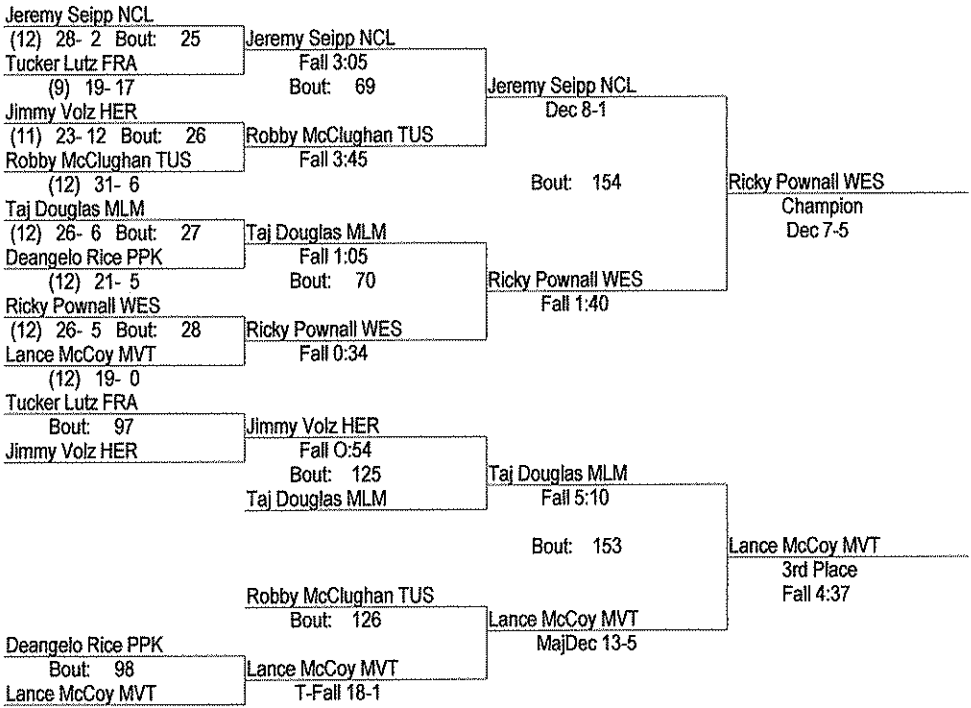 Jeremy Seipp NCL
(12) 28- 2 Bout: 25
Tucker Lutz FRA
(9) 19- 17
Jimmy Volz HER
(11) 23- 12 Bout: 26
Robby McClughan TUS
(12) 31- 6
Taj Douglas MLM
(12) 26- 6 Bout: 27
Deangelo Rice PPK
(12) 21- 5
Ricky Pownall WES
(12) 26- 5 Bout: 28
Lance McCoy MVT
(12) 19- 0
Jeremy Seipp NCL
Fall 3:05
Bout: 69
Robby McClughan TUS
Fall 3:45
Taj Douglas MLM
Fall 1:05
Bout: 70
Ricky Pownall WES
Fall 0:34
Jeremy Seipp NCL
Dec 8-1
Bout: 154
Ricky Pownall WES
Fall 1:40
Ricky Pownall WES
Champion
Dec 7-5
Tucker Lutz FRA
Bout: 97
Jimmy Volz HER
Jimmy Volz HER
Fall O:54
Bout: 125
Taj Douglas MLM
Taj Douglas MLM
Fall 5:10
Bout: 153
Robby McClughan TUS
Bout: 126
Deangelo Rice PPK
Bout: 98
Lance McCoy MVT
Lance McCoy MVT
T-Fall 18-1
Lance McCoy MVT
MajDec 13-5
Lance McCoy MVT
3rd Place
Fall 4:37